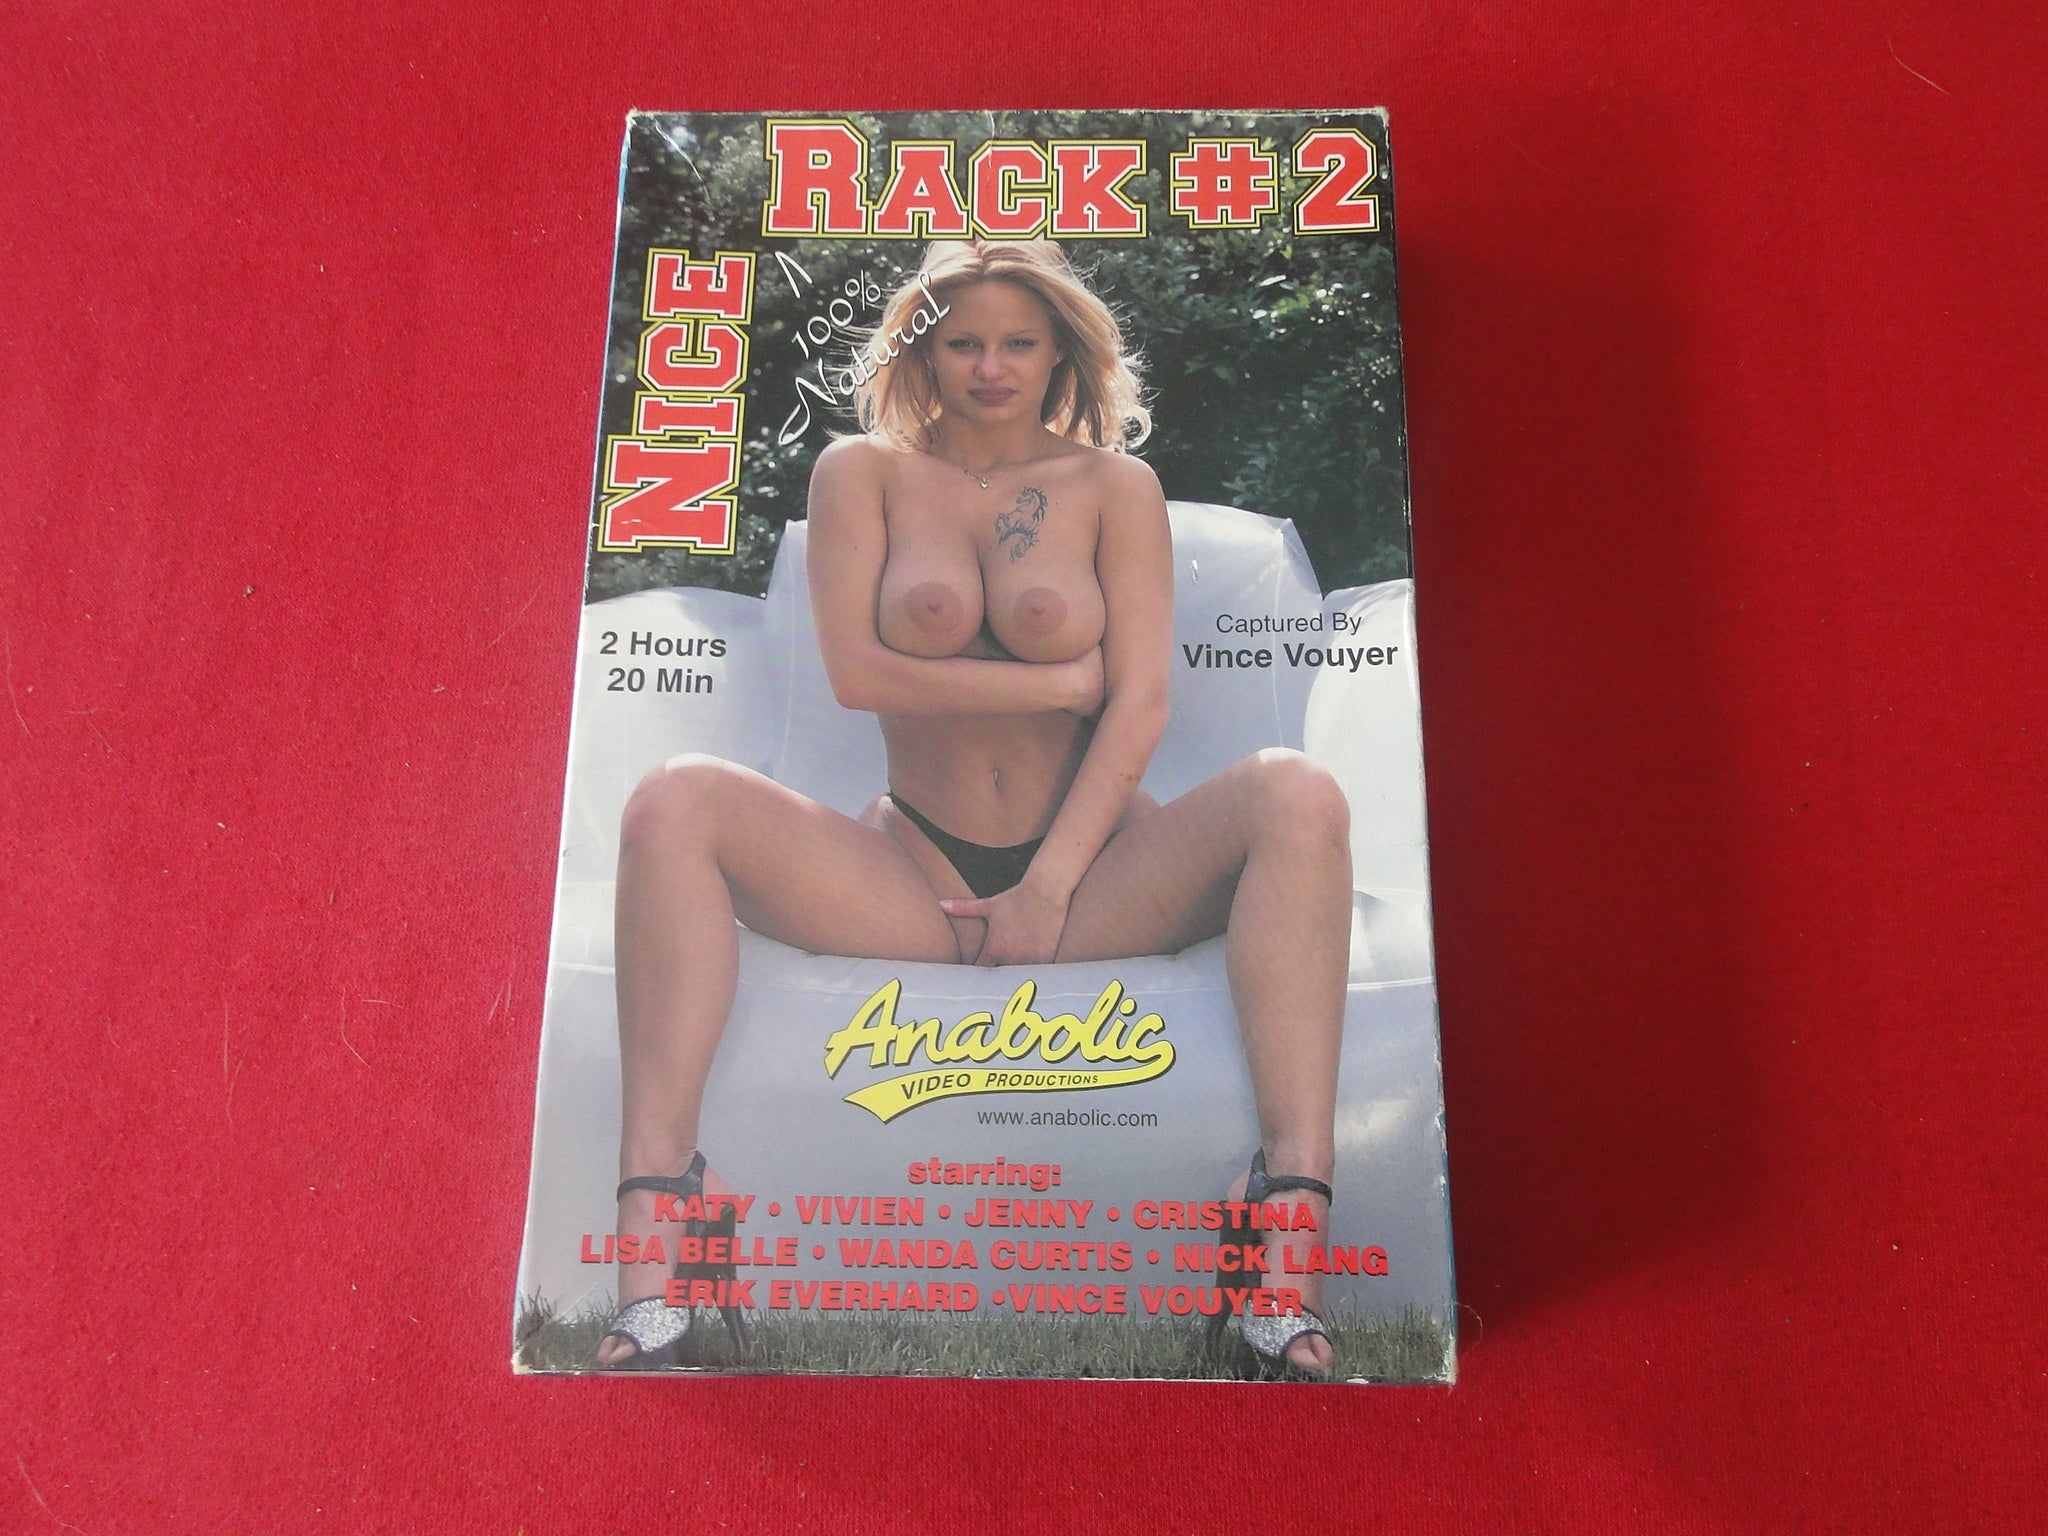 NICE RACK #2
100%
Natural
2 Hours
20 Min
Captured By
Vince Vouyer
Anabolic
VIDEO PRODUCTIONS
www.anabolic.com
starring:
KATY • VIVIEN • JENNY • CRISTINA
LISA BELLE • WANDA CURTIS • NICK LANG
ERIK EVERHARD • VINCE VOUYER